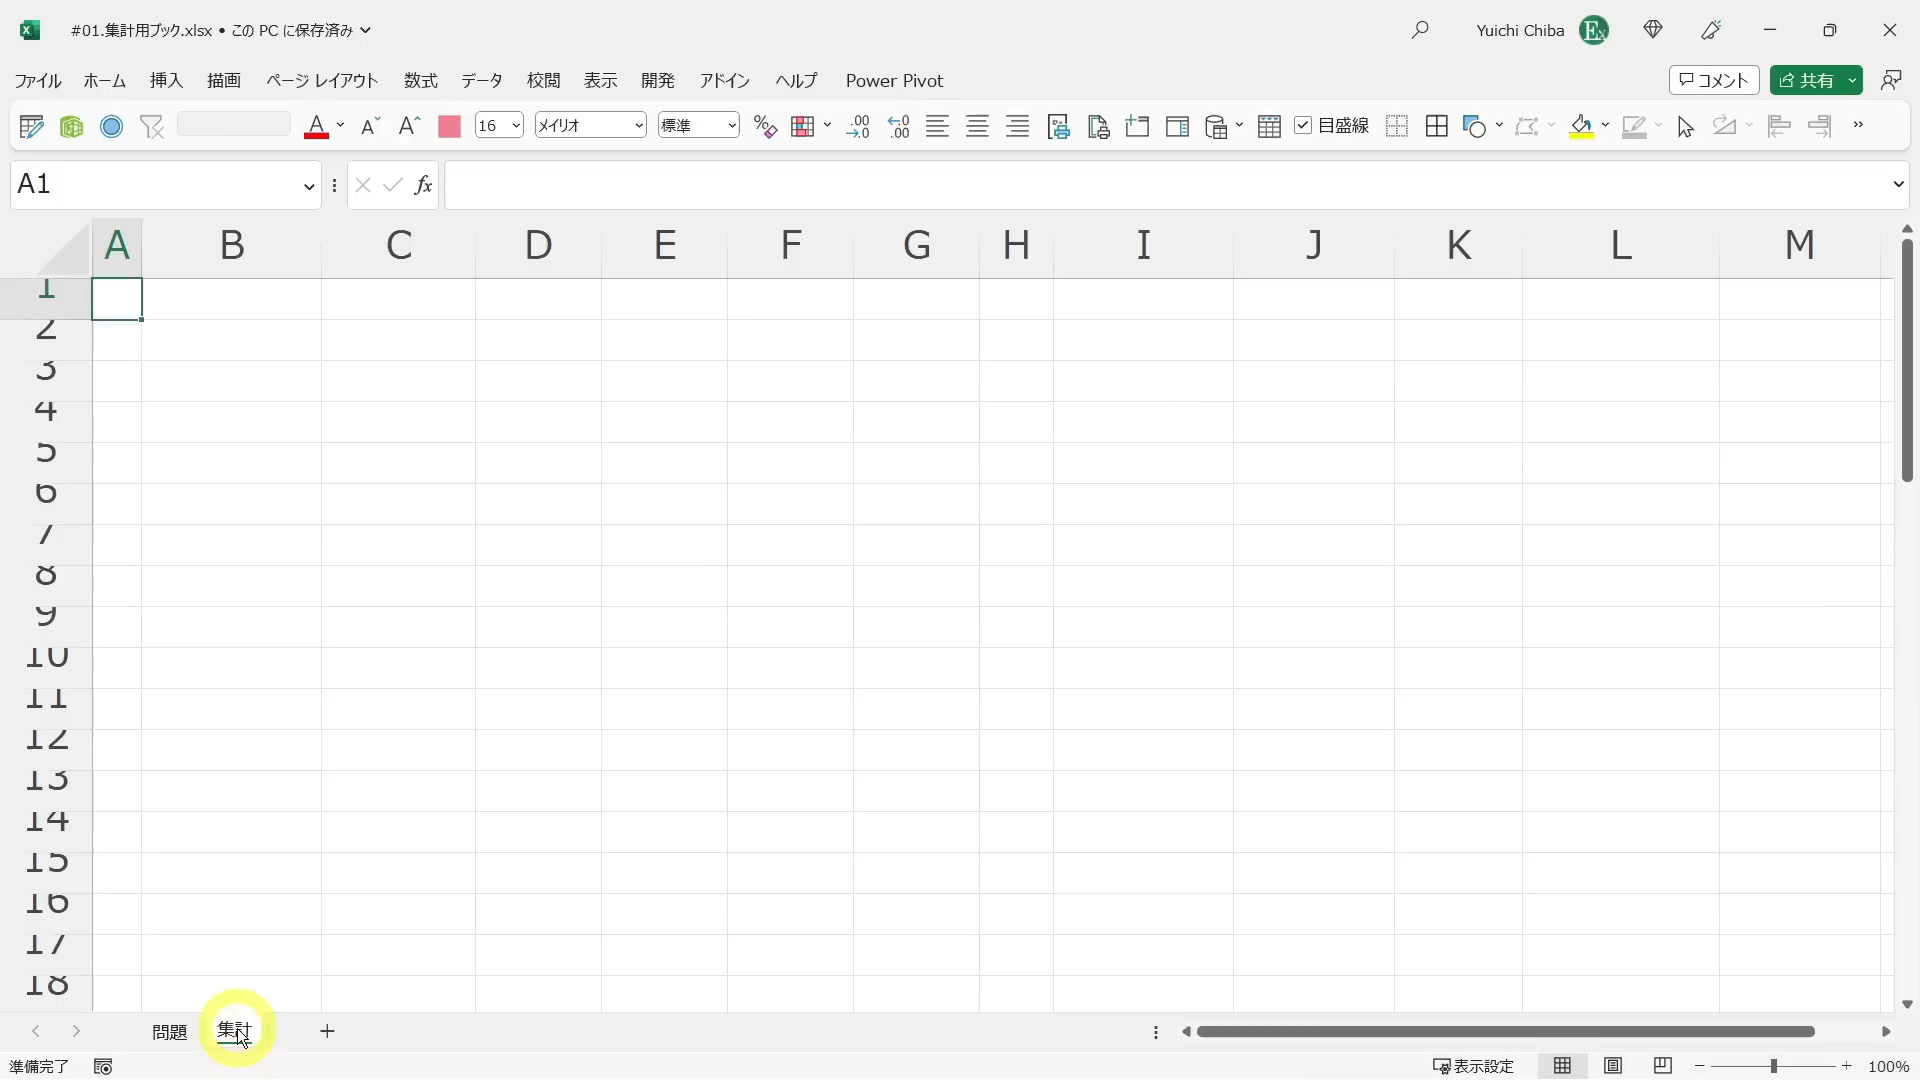 #01.集計用ブック.xlsx • この PC に保存済み
Yuichi Chiba
ファイル ホーム 挿入 描画 ページ レイアウト 数式 データ 校閲 表示 開発 アドイン ヘルプ Power Pivot
コメント 共有
16 メイリオ 標準 目盛線
A1
A B C D E F G H I J K L M
1
2
3
4
5
6
7
8
9
10
11
12
13
14
15
16
17
18
問題 集計
準備完了 表示設定 100%